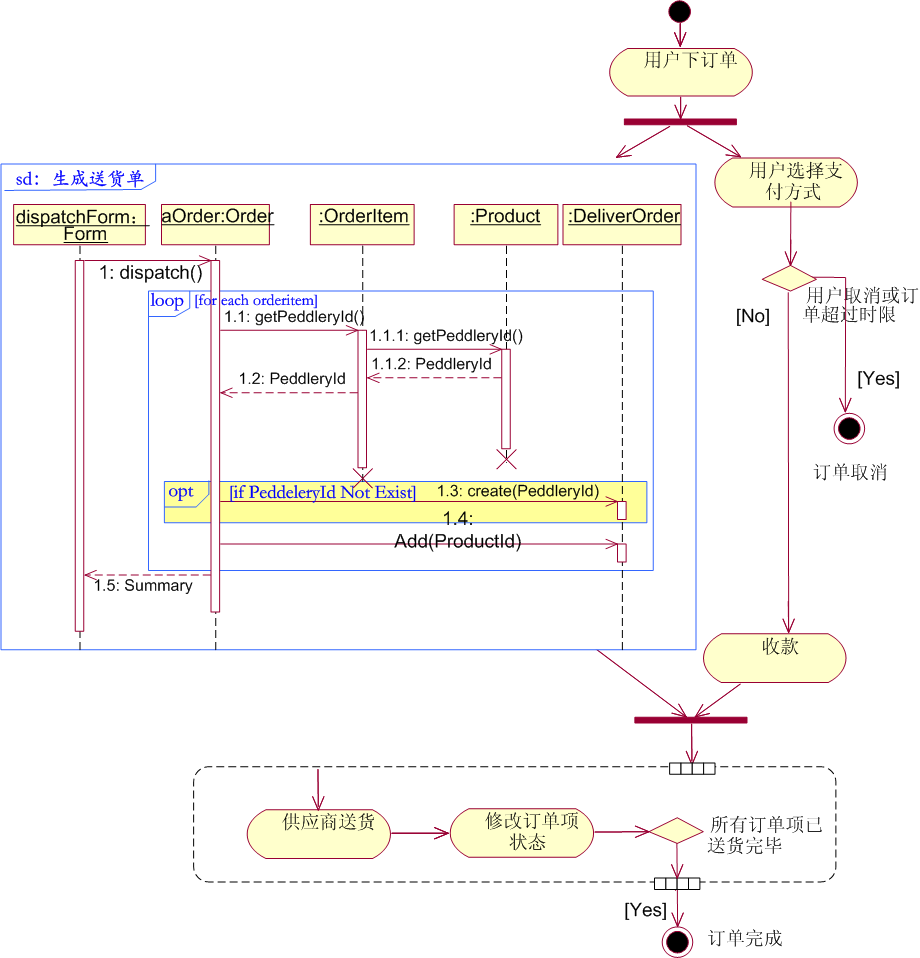 用户下订单
sd：生成送货单
用户选择支
付方式
dispatchForm：
Form
aOrder:Order
:OrderItem
:Product
:DeliverOrder
1: dispatch()
loop
[for each orderitem]
用户取消或订
单超过时限
[No]
1.1: getPeddleryId()
1.1.1: getPeddleryId()
1.1.2: PeddleryId
1.2: PeddleryId
[Yes]
订单取消
opt
[if PeddeleryId Not Exist]
1.3: create(PeddleryId)
1.4:
Add(ProductId)
1.5: Summary
收款
供应商送货
修改订单项
状态
所有订单项已
送货完毕
[Yes]
订单完成